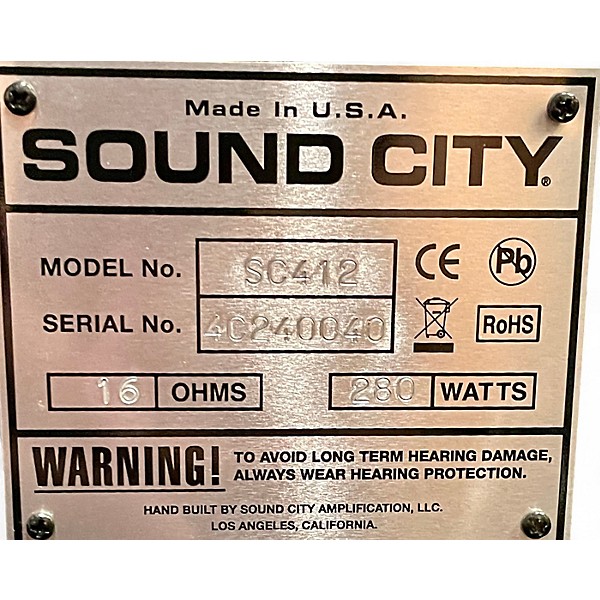 Made In U.S.A.
SOUND CITY®
MODEL No. SC412 CE Pb
SERIAL No. 4C240040 RoHS
16 OHMS 280 WATTS
WARNING! TO AVOID LONG TERM HEARING DAMAGE,
ALWAYS WEAR HEARING PROTECTION.
HAND BUILT BY SOUND CITY AMPLIFICATION, LLC.
LOS ANGELES, CALIFORNIA.